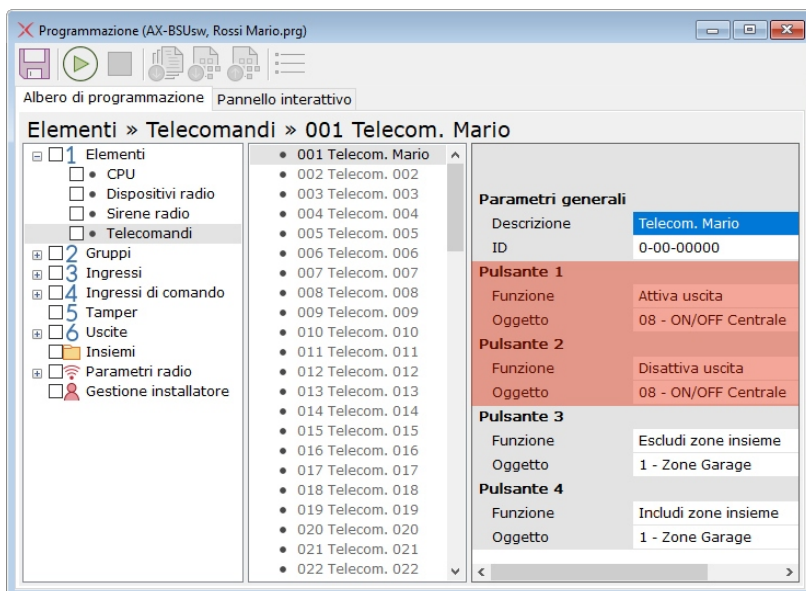 Programmazione (AX-BSUsw, Rossi Mario.prg)
Albero di programmazione Pannello interattivo
Elementi » Telecomandi » 001 Telecom. Mario
1 Elementi
CPU
Dispositivi radio
Sirene radio
Telecomandi
2 Gruppi
3 Ingressi
4 Ingressi di comando
5 Tamper
6 Uscite
Insiemi
Parametri radio
Gestione installatore
001 Telecom. Mario
002 Telecom. 002
003 Telecom. 003
004 Telecom. 004
005 Telecom. 005
006 Telecom. 006
007 Telecom. 007
008 Telecom. 008
009 Telecom. 009
010 Telecom. 010
011 Telecom. 011
012 Telecom. 012
013 Telecom. 013
014 Telecom. 014
015 Telecom. 015
016 Telecom. 016
017 Telecom. 017
018 Telecom. 018
019 Telecom. 019
020 Telecom. 020
021 Telecom. 021
022 Telecom. 022
Parametri generali
Descrizione Telecom. Mario
ID 0-00-00000
Pulsante 1
Funzione Attiva uscita
Oggetto 08 - ON/OFF Centrale
Pulsante 2
Funzione Disattiva uscita
Oggetto 08 - ON/OFF Centrale
Pulsante 3
Funzione Escludi zone insieme
Oggetto 1 - Zone Garage
Pulsante 4
Funzione Includi zone insieme
Oggetto 1 - Zone Garage